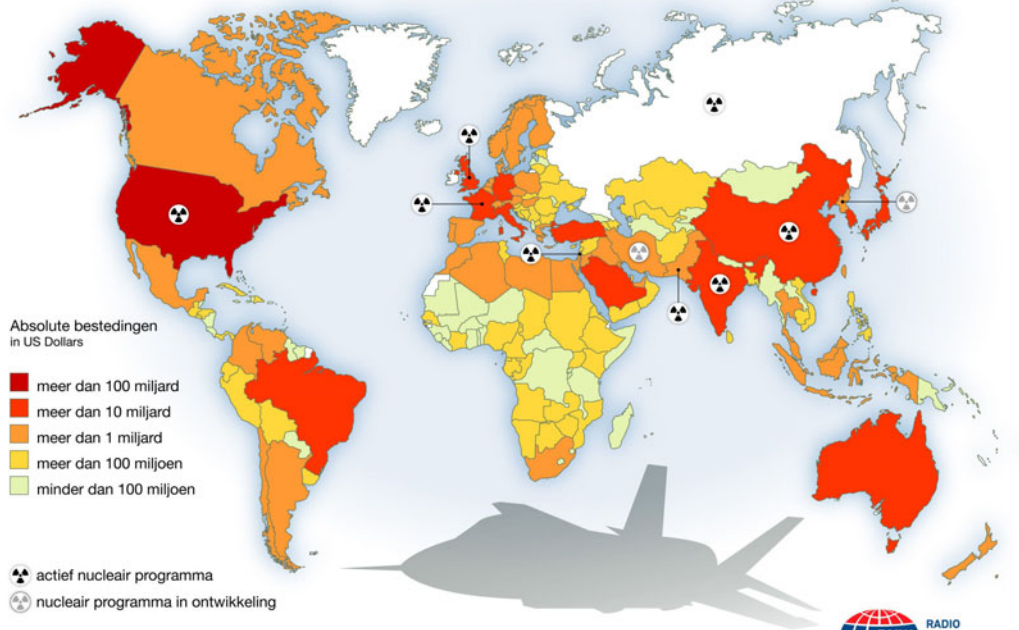 Absolute bestedingen
in US Dollars
meer dan 100 miljard
meer dan 10 miljard
meer dan 1 miljard
meer dan 100 miljoen
minder dan 100 miljoen
actief nucleair programma
nucleair programma in ontwikkeling
RADIO